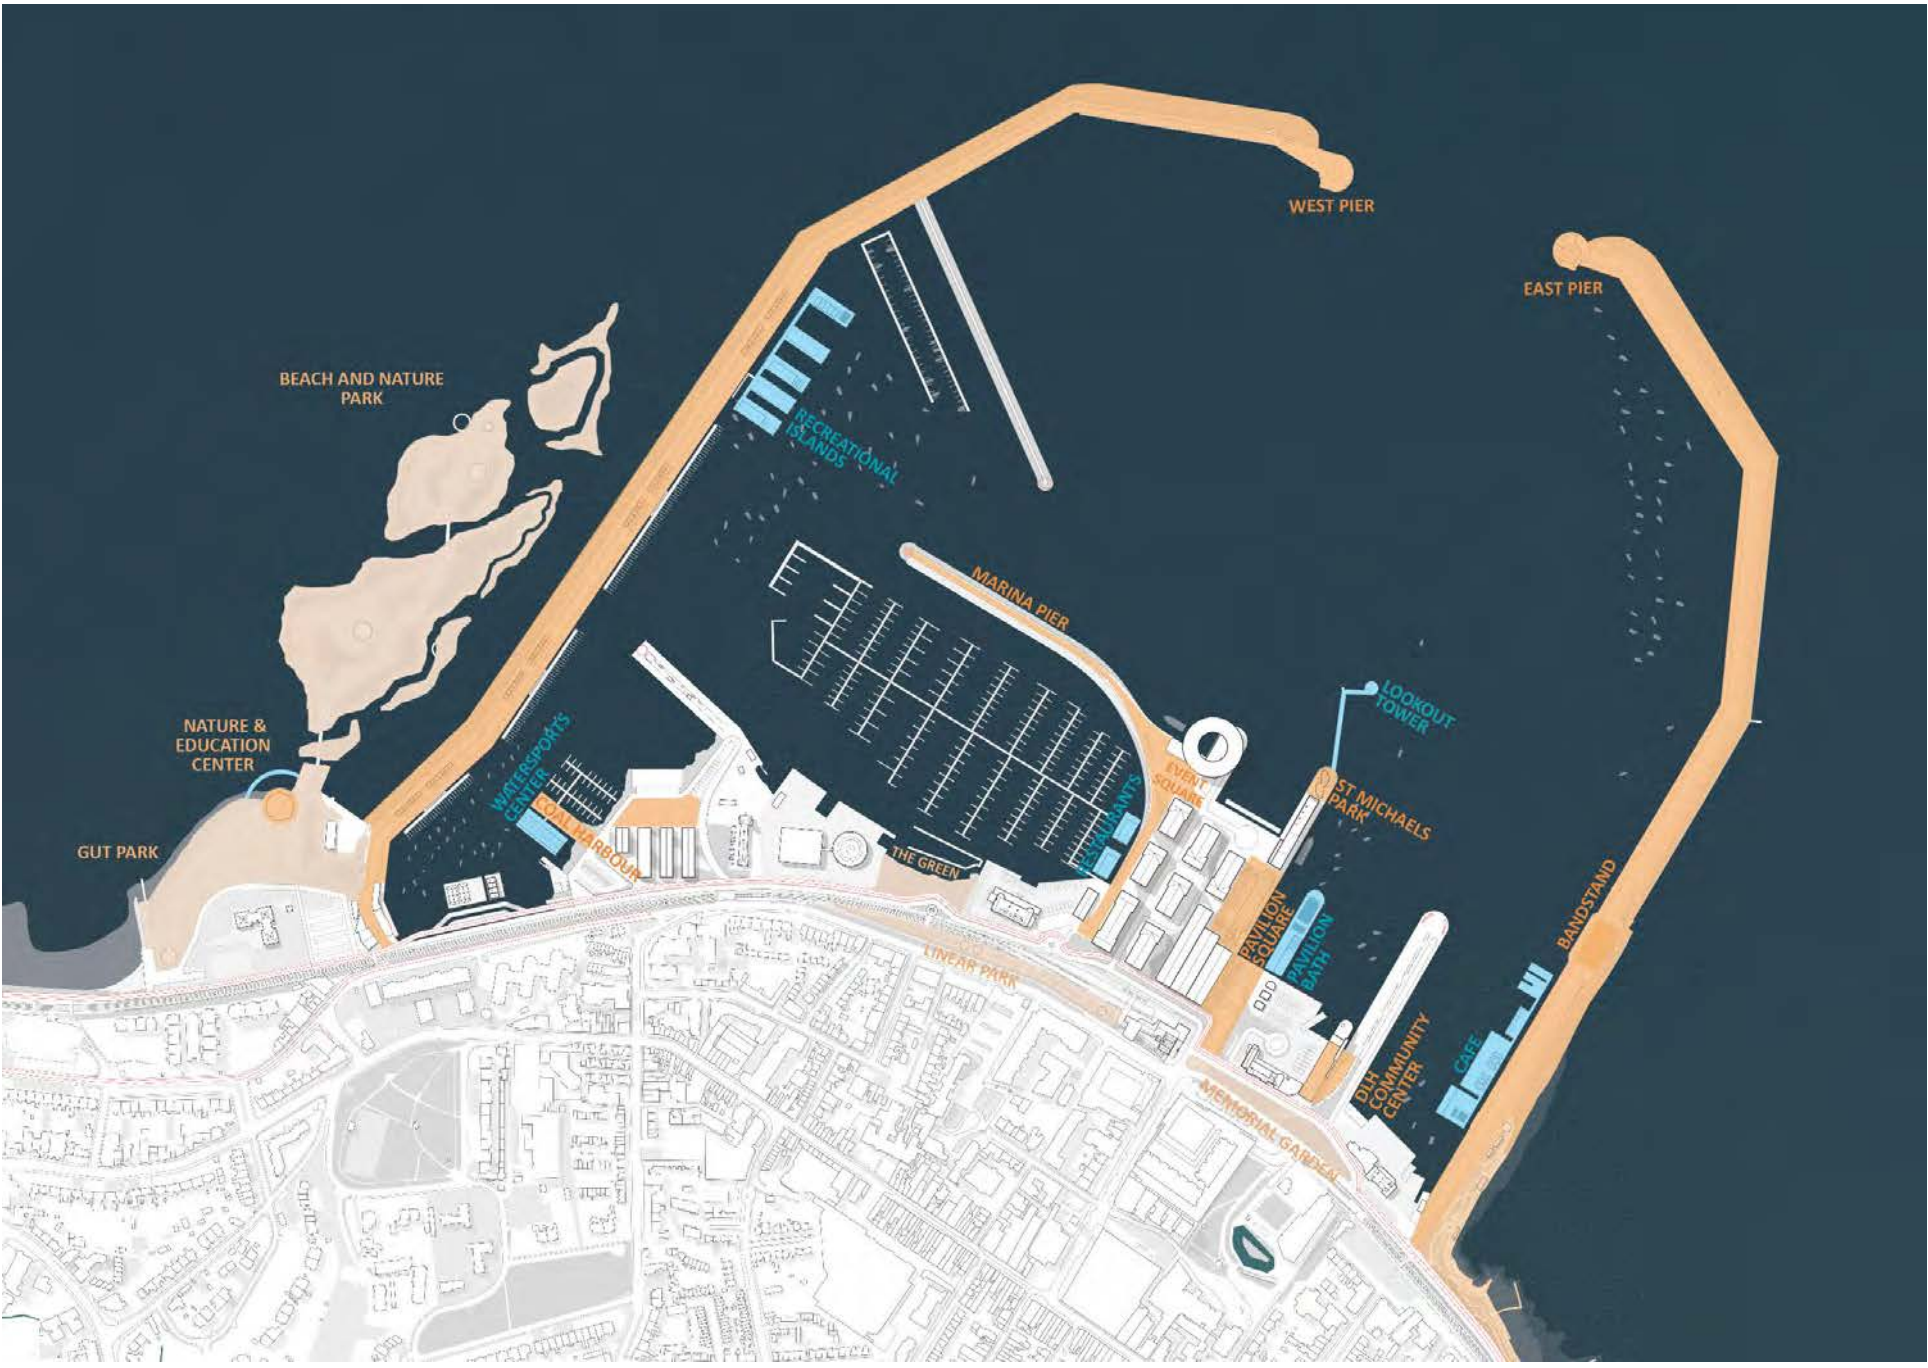 WEST PIER
EAST PIER
BEACH AND NATURE
PARK
RECREATIONAL
ISLANDS
MARINA PIER
LOOKOUT
TOWER
NATURE &
EDUCATION
CENTER
WATERSPORTS
CENTER
COAL HARBOUR
EVENT
SQUARE
RESTAURANTS
ST MICHAELS
PARK
GUT PARK
THE GREEN
BANDSTAND
PAVILION
SQUARE
PAVILION
BATH
LINEAR PARK
CAFE
DLH
COMMUNITY
CENTER
MEMORIAL GARDEN